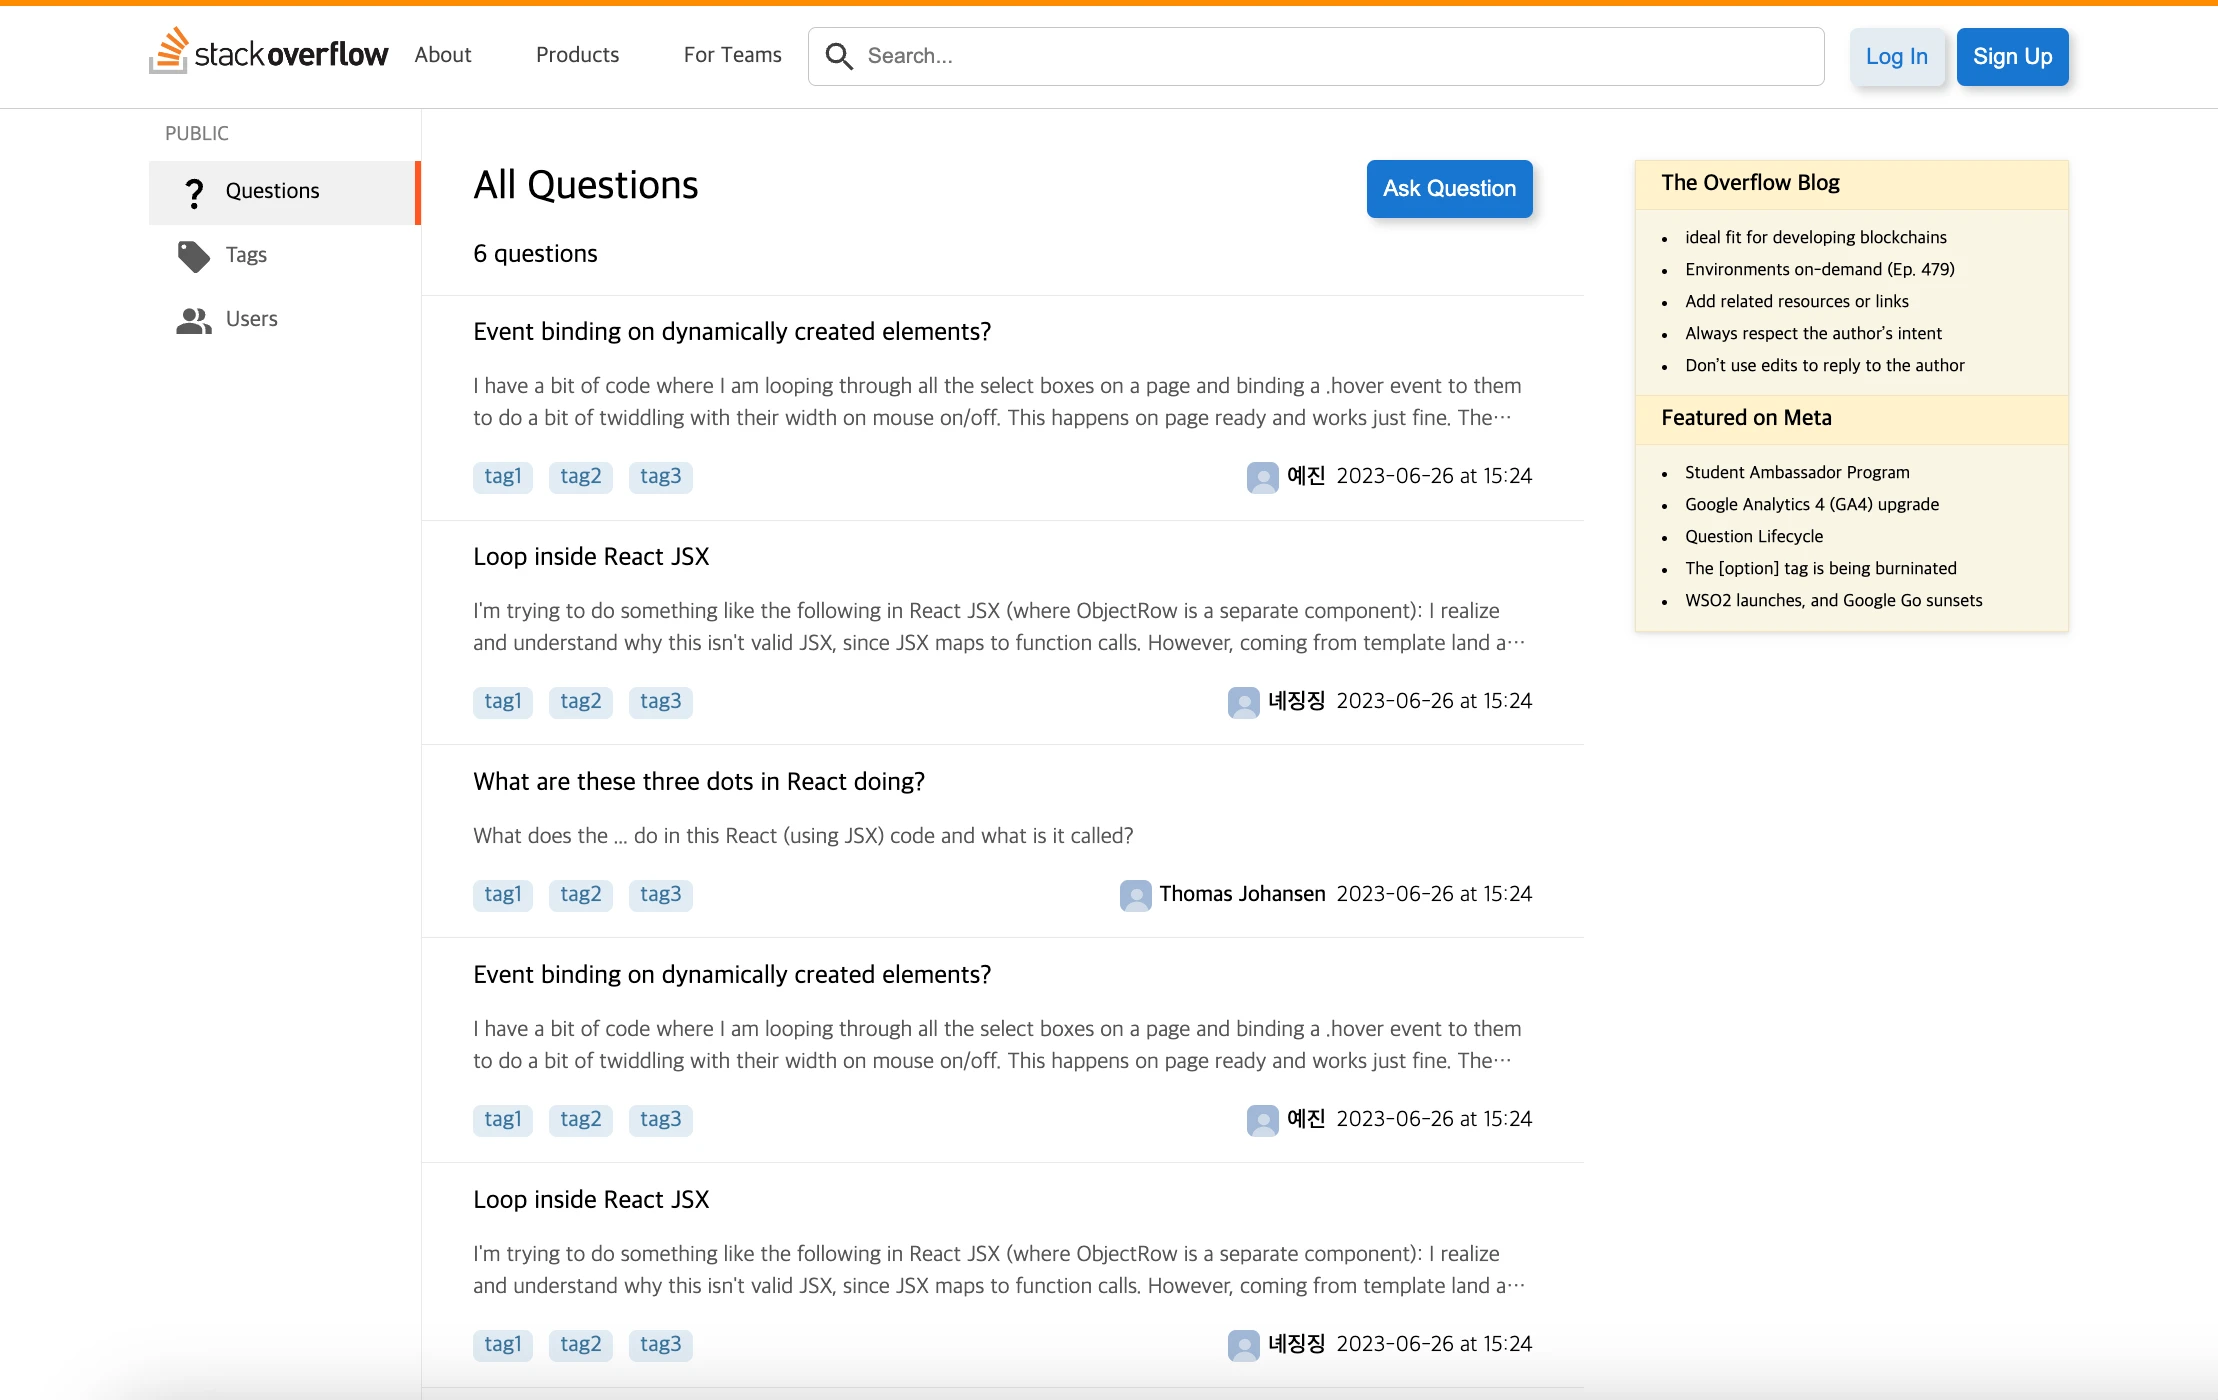 stackoverflow
About
Products
For Teams
Search...
Log In
Sign Up
PUBLIC
Questions
Tags
Users
All Questions
Ask Question
6 questions
Event binding on dynamically created elements?
I have a bit of code where I am looping through all the select boxes on a page and binding a .hover event to them
to do a bit of twiddling with their width on mouse on/off. This happens on page ready and works just fine. The…
tag1 tag2 tag3
예진 2023-06-26 at 15:24
Loop inside React JSX
I'm trying to do something like the following in React JSX (where ObjectRow is a separate component): I realize
and understand why this isn't valid JSX, since JSX maps to function calls. However, coming from template land a…
tag1 tag2 tag3
녜징징 2023-06-26 at 15:24
What are these three dots in React doing?
What does the ... do in this React (using JSX) code and what is it called?
tag1 tag2 tag3
Thomas Johansen 2023-06-26 at 15:24
Event binding on dynamically created elements?
I have a bit of code where I am looping through all the select boxes on a page and binding a .hover event to them
to do a bit of twiddling with their width on mouse on/off. This happens on page ready and works just fine. The…
tag1 tag2 tag3
예진 2023-06-26 at 15:24
Loop inside React JSX
I'm trying to do something like the following in React JSX (where ObjectRow is a separate component): I realize
and understand why this isn't valid JSX, since JSX maps to function calls. However, coming from template land a…
tag1 tag2 tag3
녜징징 2023-06-26 at 15:24
The Overflow Blog
• ideal fit for developing blockchains
• Environments on-demand (Ep. 479)
• Add related resources or links
• Always respect the author’s intent
• Don’t use edits to reply to the author
Featured on Meta
• Student Ambassador Program
• Google Analytics 4 (GA4) upgrade
• Question Lifecycle
• The [option] tag is being burninated
• WSO2 launches, and Google Go sunsets